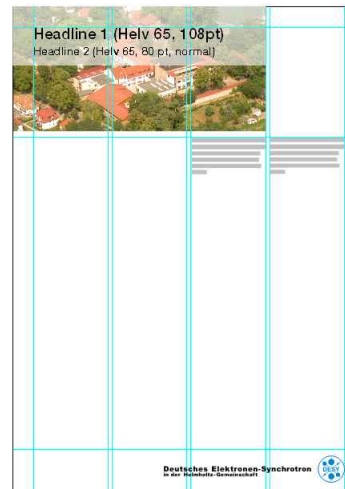 Headline 1 (Helv 65, 108pt)
Headline 2 (Helv 65, 80 pt, normal)
Deutsches Elektronen-Synchrotron
in der Helmholtz-Gemeinschaft
DESY